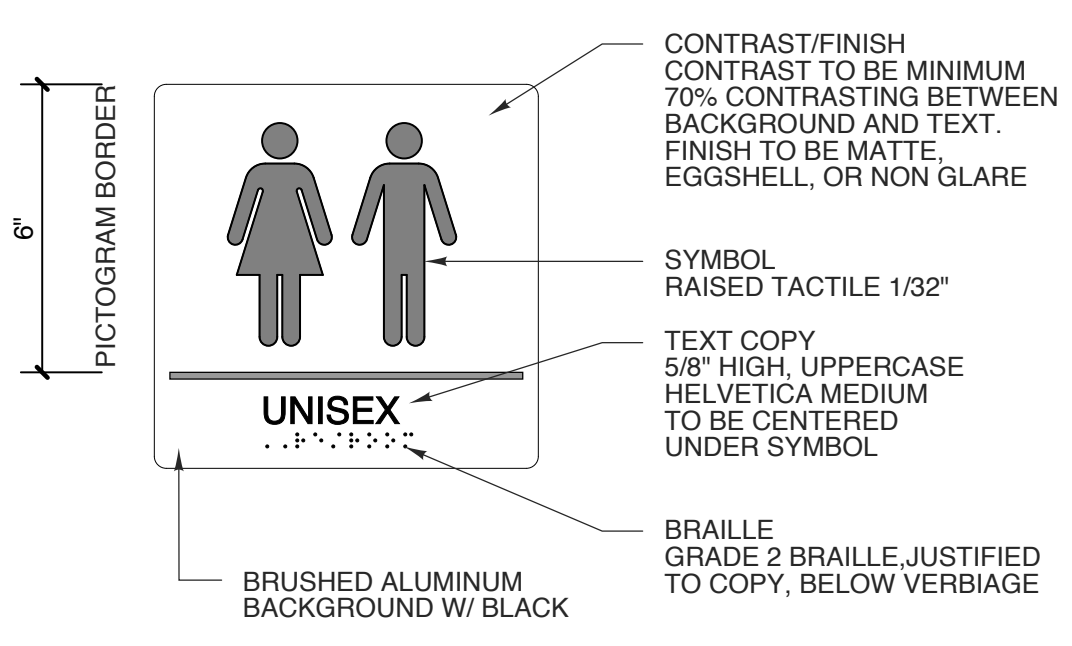 CONTRAST/FINISH
CONTRAST TO BE MINIMUM
70% CONTRASTING BETWEEN
BACKGROUND AND TEXT.
FINISH TO BE MATTE,
EGGSHELL, OR NON GLARE
6"
PICTOGRAM BORDER
SYMBOL
RAISED TACTILE 1/32"
TEXT COPY
5/8" HIGH, UPPERCASE
HELVETICA MEDIUM
TO BE CENTERED
UNDER SYMBOL
UNISEX
BRAILLE
GRADE 2 BRAILLE,JUSTIFIED
TO COPY, BELOW VERBIAGE
BRUSHED ALUMINUM
BACKGROUND W/ BLACK